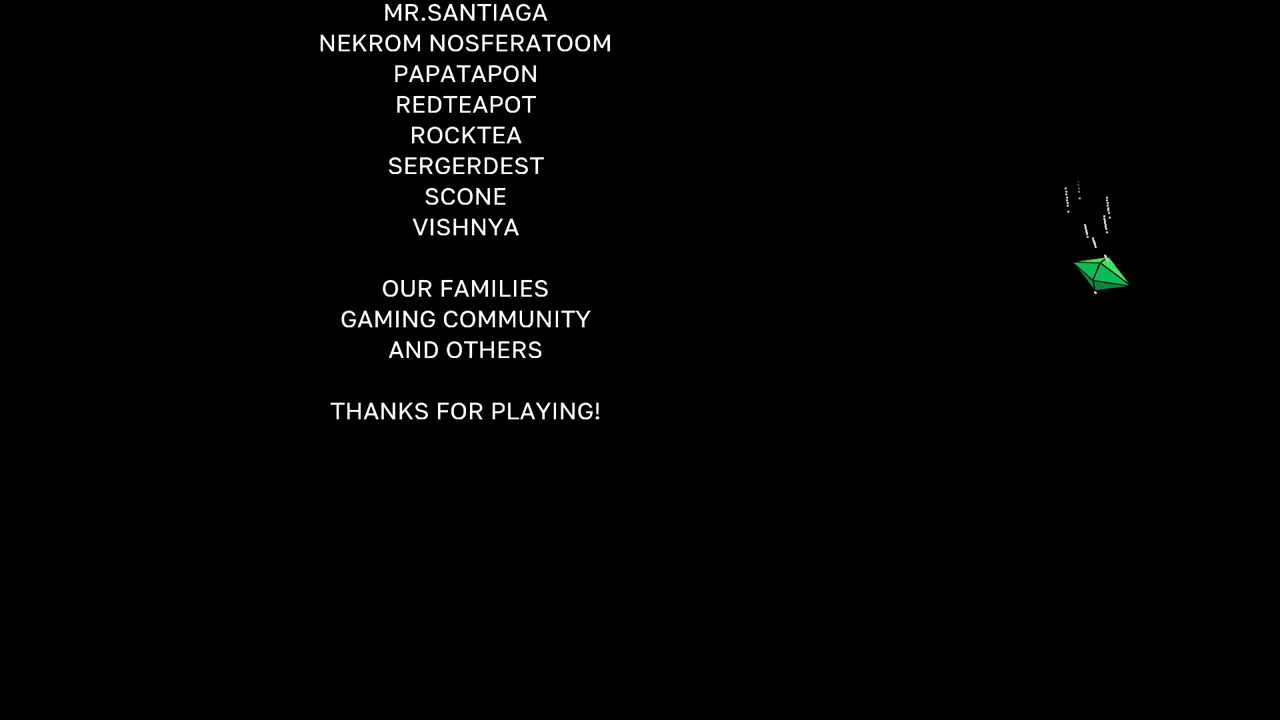 MR.SANTIAGA
NEKROM NOSFERATOOM
PAPATAPON
REDTEAPOT
ROCKTEA
SERGERDEST
SCONE
VISHNYA
OUR FAMILIES
GAMING COMMUNITY
AND OTHERS
THANKS FOR PLAYING!